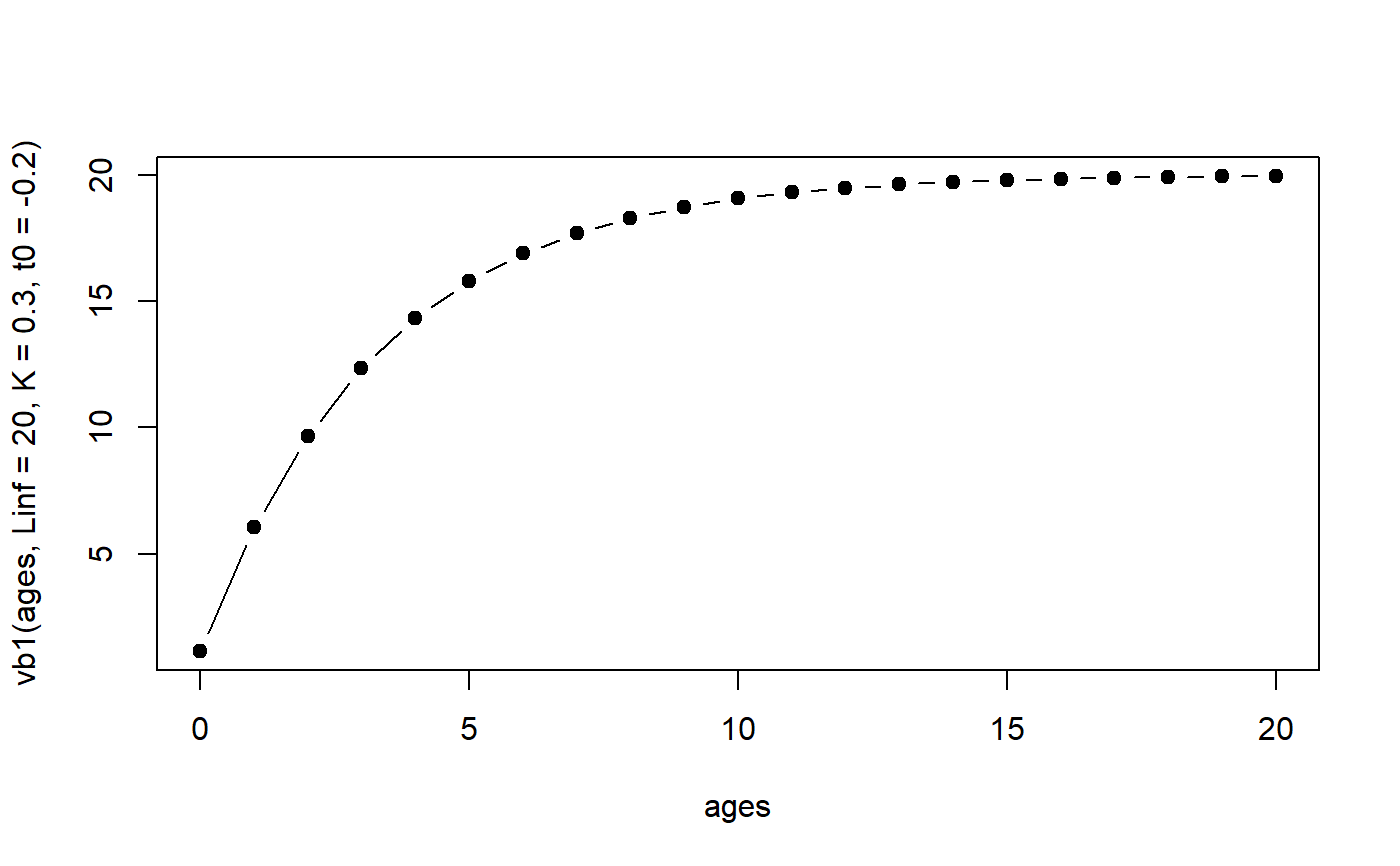 vb1(ages, Linf = 20, K = 0.3, t0 = -0.2)
20
15
10
5
0 5 10 15 20
ages